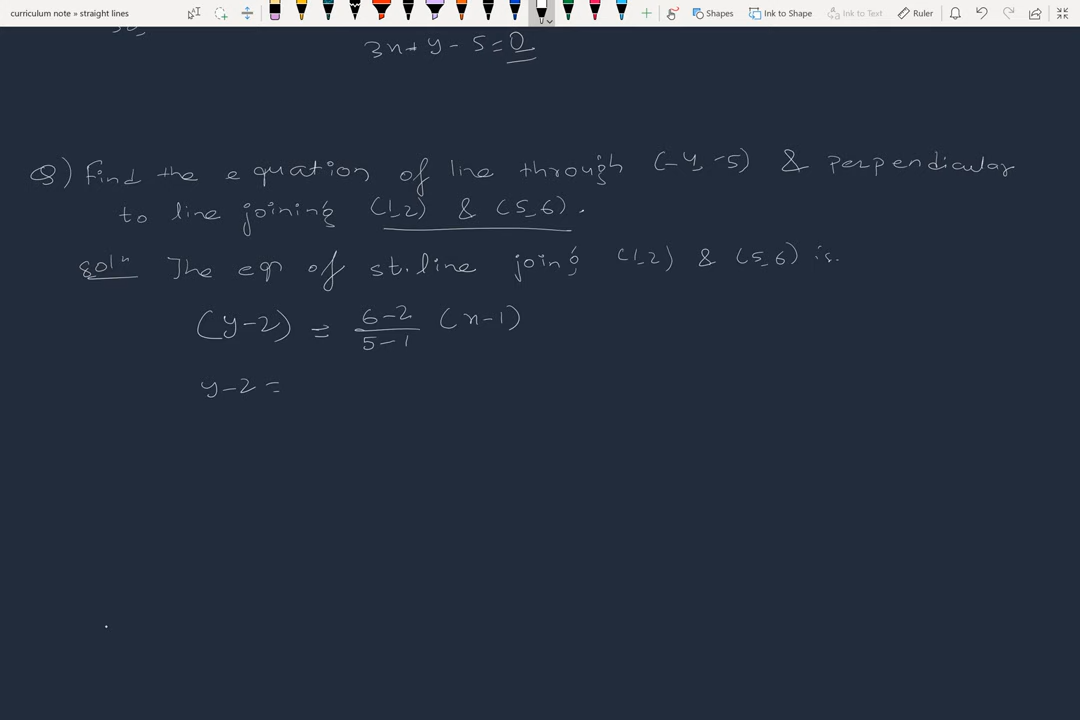 curriculum note » straight lines
Shapes Ink to Shape Ink to Text Ruler
3x + y - 5 = 0
Q) Find the equation of line through (-4, -5) & perpendicular
to line joining (1, 2) & (5, 6).
Solⁿ The eqn of st. line joing (1, 2) & (5, 6) is.
(y-2) = \frac{6-2}{5-1} (x-1)
y-2 =